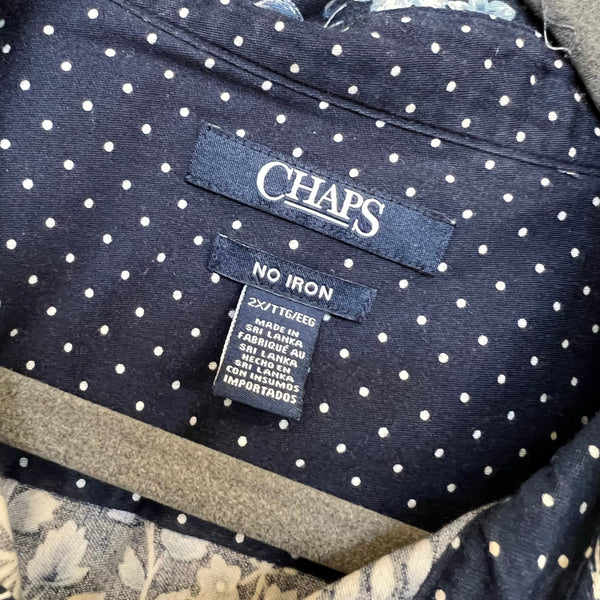 CHAPS
NO IRON
2X/TTG/EEG
MADE IN
SRI LANKA
FABRIQUÉ AU
SRI LANKA
HECHO EN
SRI LANKA
CON INSUMOS
IMPORTADOS